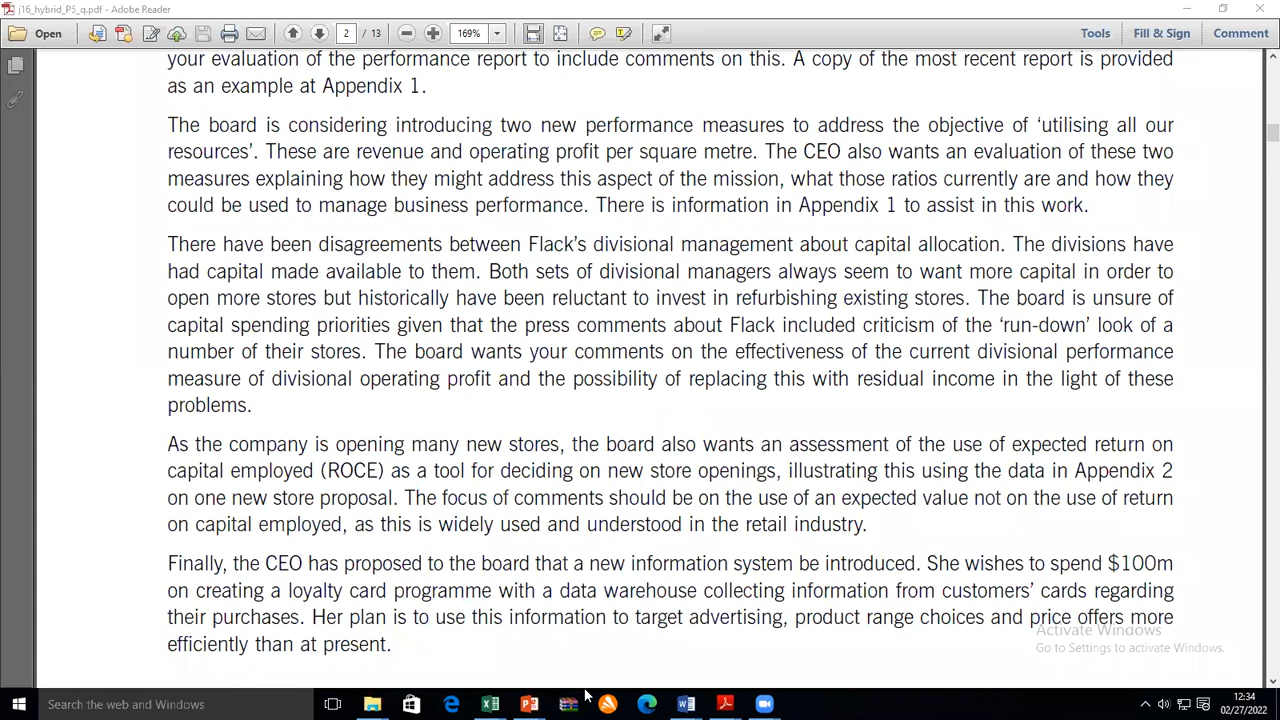 j16_hybrid_P5_q.pdf - Adobe Reader
Open 2 / 13 169% Tools Fill & Sign Comment
your evaluation of the performance report to include comments on this. A copy of the most recent report is provided
as an example at Appendix 1.
The board is considering introducing two new performance measures to address the objective of ‘utilising all our
resources’. These are revenue and operating profit per square metre. The CEO also wants an evaluation of these two
measures explaining how they might address this aspect of the mission, what those ratios currently are and how they
could be used to manage business performance. There is information in Appendix 1 to assist in this work.
There have been disagreements between Flack’s divisional management about capital allocation. The divisions have
had capital made available to them. Both sets of divisional managers always seem to want more capital in order to
open more stores but historically have been reluctant to invest in refurbishing existing stores. The board is unsure of
capital spending priorities given that the press comments about Flack included criticism of the ‘run-down’ look of a
number of their stores. The board wants your comments on the effectiveness of the current divisional performance
measure of divisional operating profit and the possibility of replacing this with residual income in the light of these
problems.
As the company is opening many new stores, the board also wants an assessment of the use of expected return on
capital employed (ROCE) as a tool for deciding on new store openings, illustrating this using the data in Appendix 2
on one new store proposal. The focus of comments should be on the use of an expected value not on the use of return
on capital employed, as this is widely used and understood in the retail industry.
Finally, the CEO has proposed to the board that a new information system be introduced. She wishes to spend $100m
on creating a loyalty card programme with a data warehouse collecting information from customers’ cards regarding
their purchases. Her plan is to use this information to target advertising, product range choices and price offers more
efficiently than at present.
Activate Windows
Go to Settings to activate Windows.
Search the web and Windows
12:34
02/27/2022